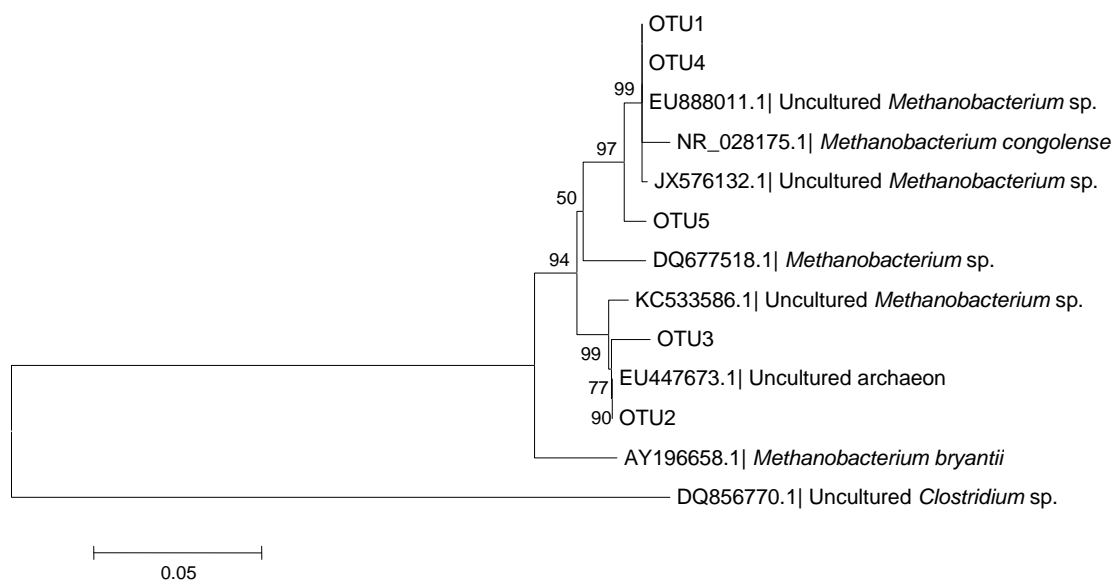 OTU1
OTU4
99
EU888011.1| Uncultured Methanobacterium sp.
NR_028175.1| Methanobacterium congolense
97
JX576132.1| Uncultured Methanobacterium sp.
50
OTU5
94
DQ677518.1| Methanobacterium sp.
KC533586.1| Uncultured Methanobacterium sp.
OTU3
99
EU447673.1| Uncultured archaeon
77
90
OTU2
AY196658.1| Methanobacterium bryantii
DQ856770.1| Uncultured Clostridium sp.
0.05